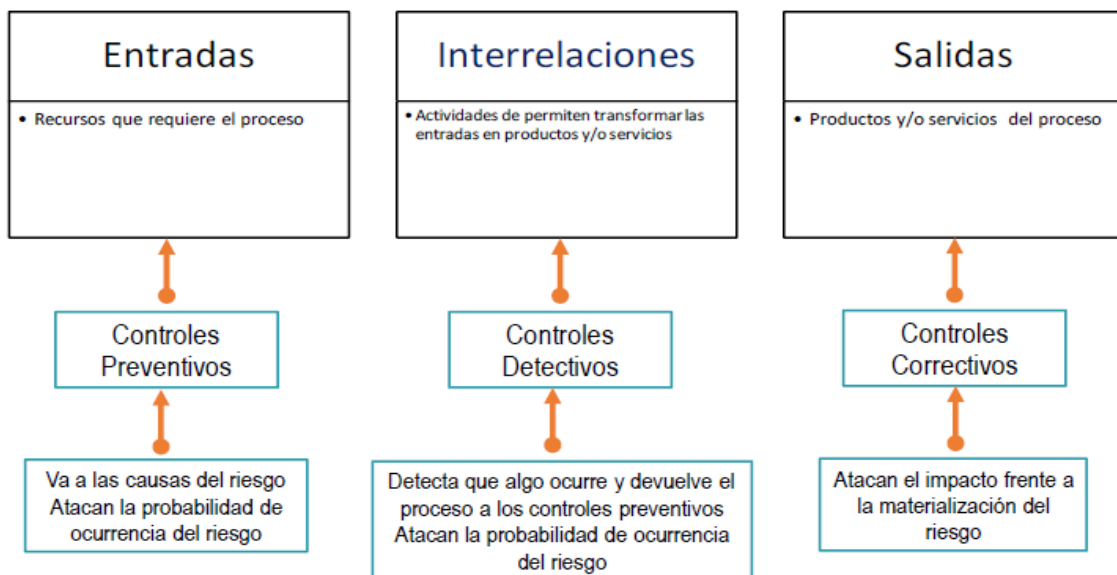 Entradas
• Recursos que requiere el proceso
Interrelaciones
• Actividades de permiten transformar las
entradas en productos y/o servicios
Salidas
• Productos y/o servicios del proceso
Controles
Preventivos
Controles
Detectivos
Controles
Correctivos
Va a las causas del riesgo
Atacan la probabilidad de
ocurrencia del riesgo
Detecta que algo ocurre y devuelve el
proceso a los controles preventivos
Atacan la probabilidad de ocurrencia
del riesgo
Atacan el impacto frente a
la materialización del
riesgo